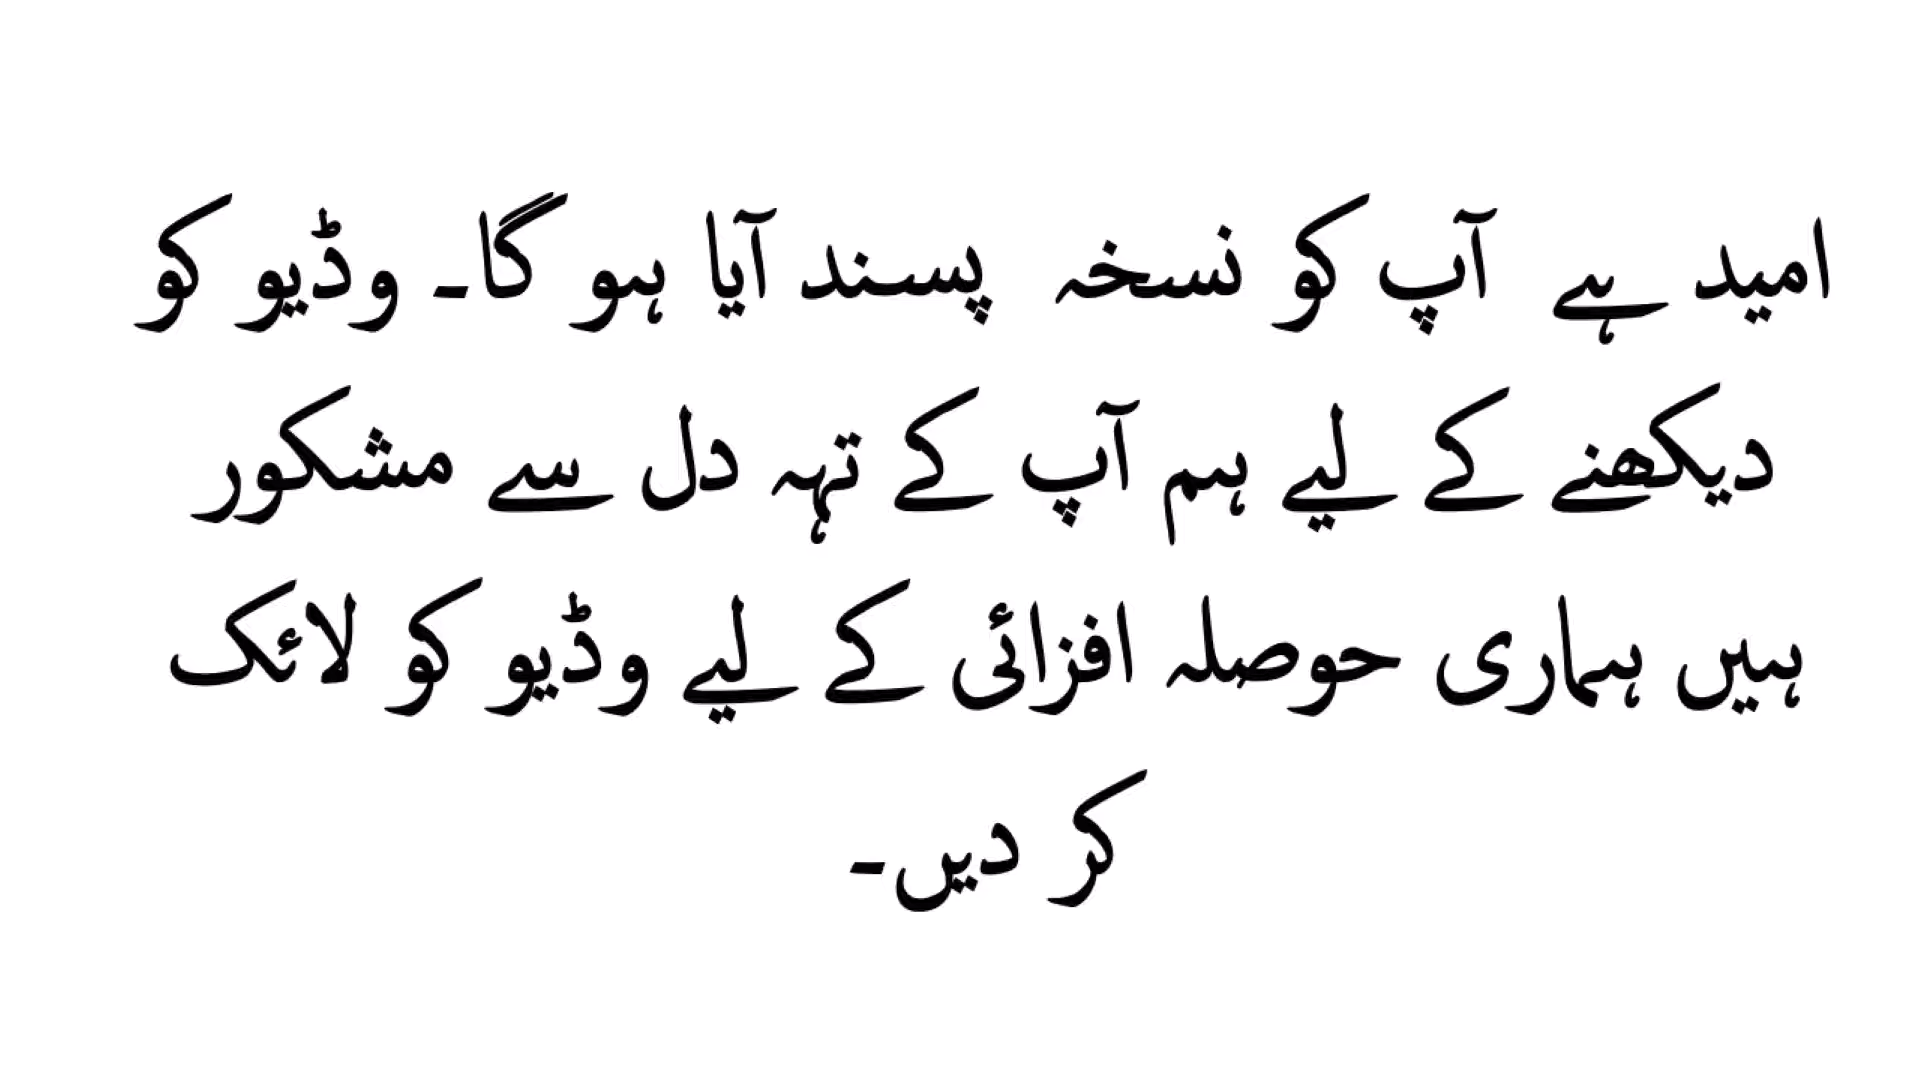 امید ہے آپ کو نسخہ پسند آیا ہو گا۔ وڈیو کو
دیکھنے کے لیے ہم آپ کے تہہ دل سے مشکور
ہیں ہماری حوصلہ افزائی کے لیے وڈیو کو لائک
کر دیں۔